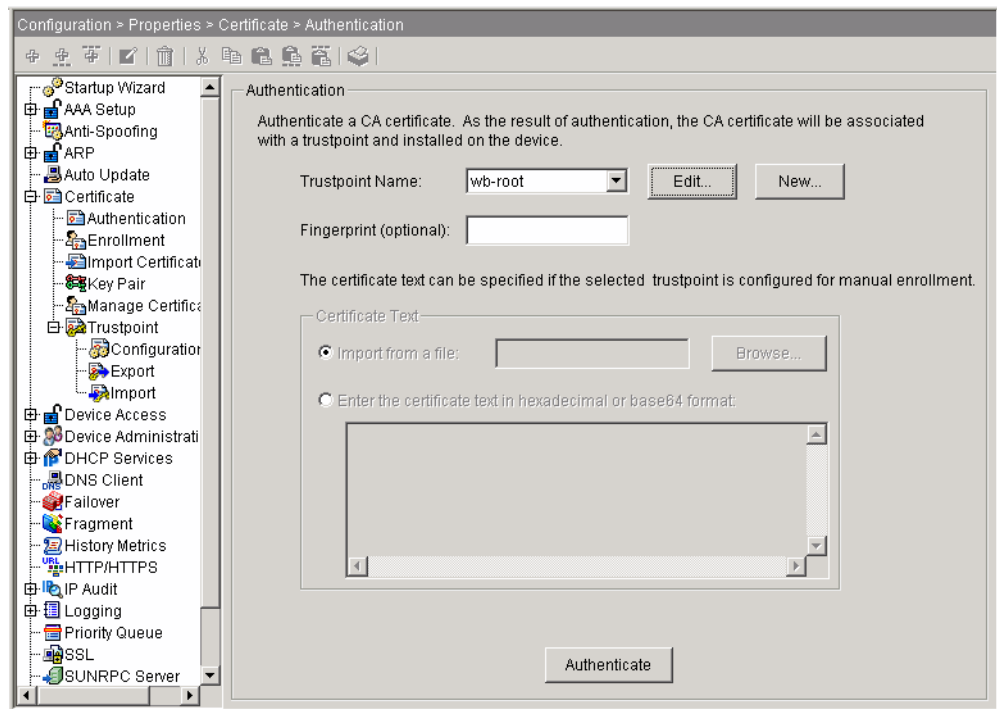 Configuration > Properties > Certificate > Authentication
Startup Wizard
AAA Setup
Anti-Spoofing
ARP
Auto Update
Certificate
Authentication
Enrollment
Import Certificat
Key Pair
Manage Certifica
Trustpoint
Configuration
Export
Import
Device Access
Device Administrati
DHCP Services
DNS Client
Failover
Fragment
History Metrics
HTTP/HTTPS
IP Audit
Logging
Priority Queue
SSL
SUNRPC Server
Authentication
Authenticate a CA certificate. As the result of authentication, the CA certificate will be associated
with a trustpoint and installed on the device.
Trustpoint Name: wb-root Edit... New...
Fingerprint (optional):
The certificate text can be specified if the selected trustpoint is configured for manual enrollment.
Certificate Text
Import from a file: Browse...
Enter the certificate text in hexadecimal or base64 format:
Authenticate